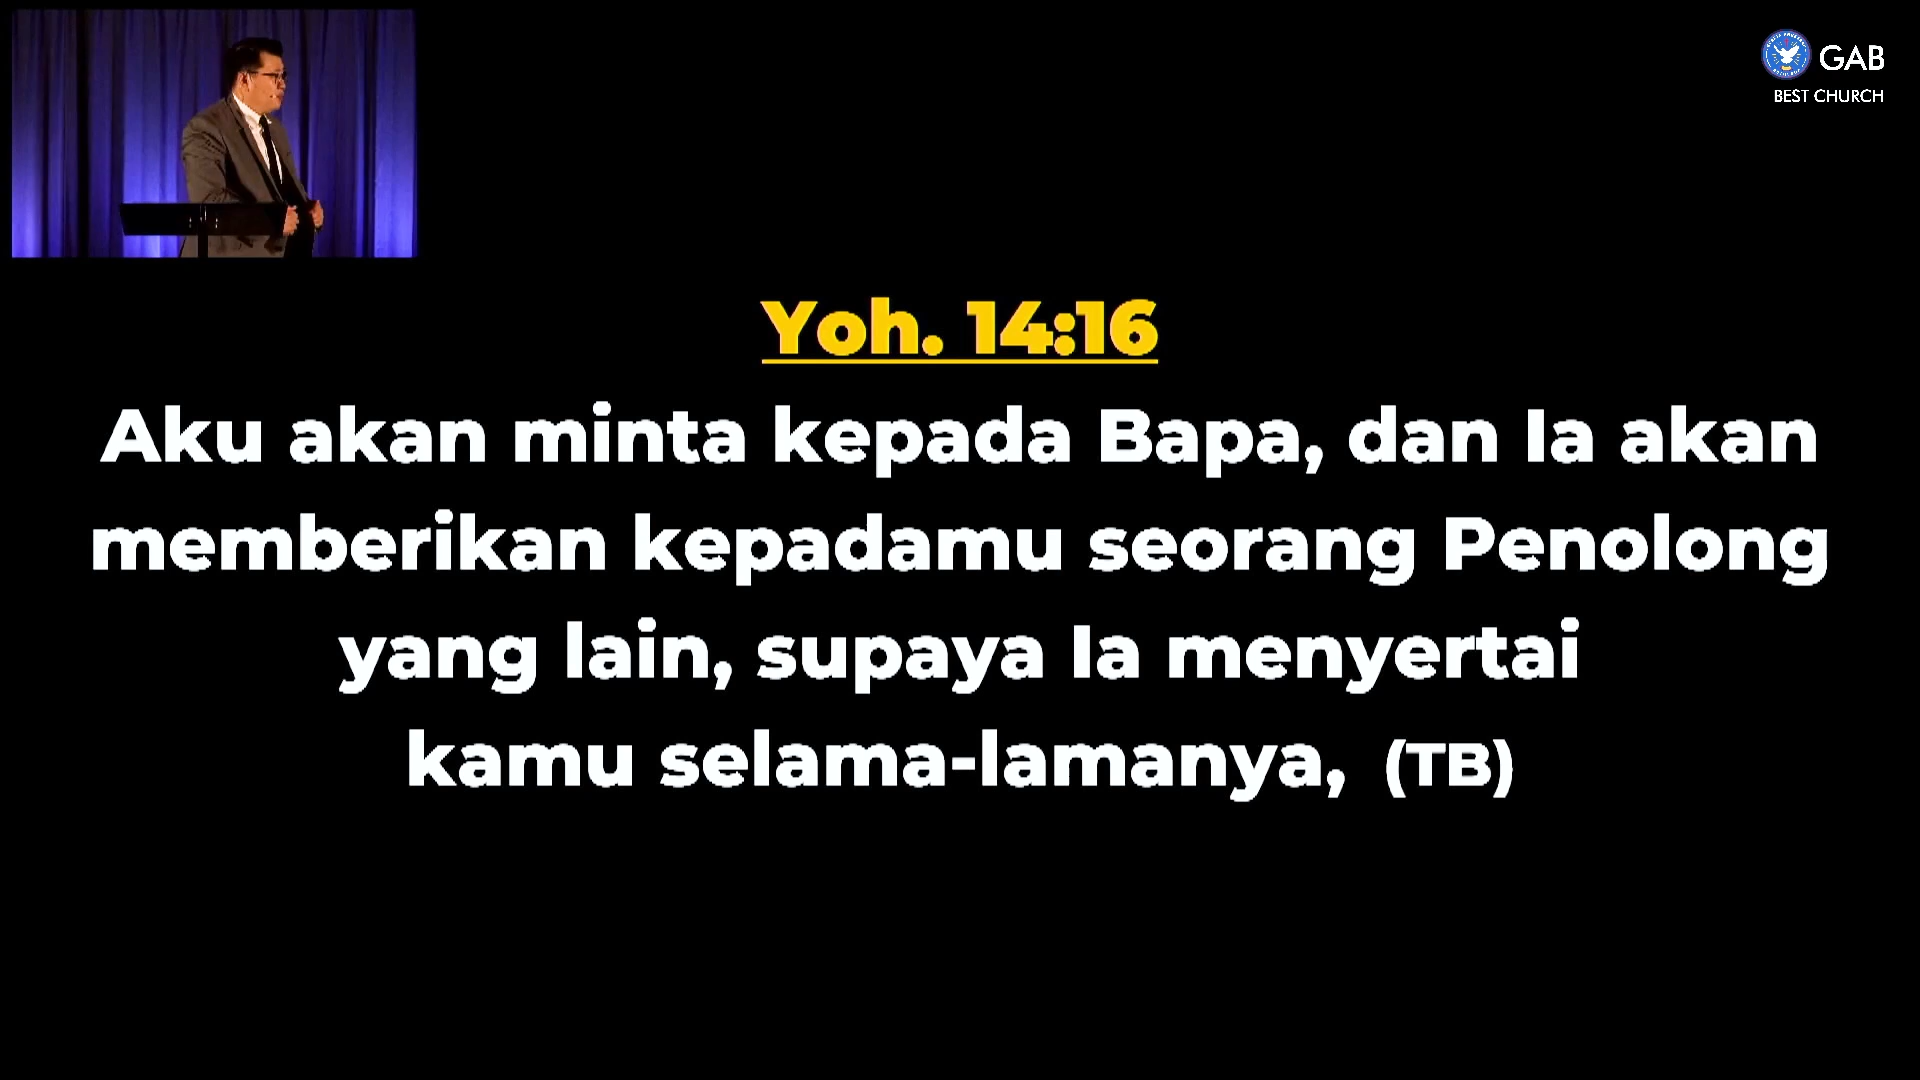 GAB
BEST CHURCH
Yoh. 14:16
Aku akan minta kepada Bapa, dan Ia akan
memberikan kepadamu seorang Penolong
yang lain, supaya Ia menyertai
kamu selama-lamanya, (TB)